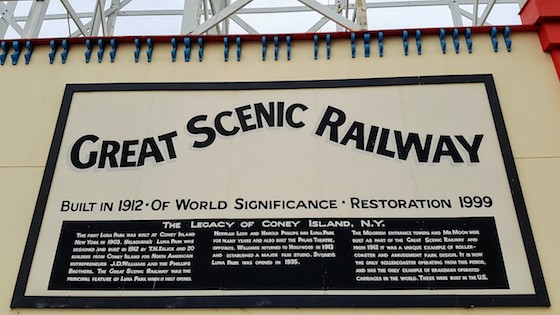 GREAT SCENIC RAILWAY
BUILT IN 1912 · OF WORLD SIGNIFICANCE · RESTORATION 1999
THE LEGACY OF CONEY ISLAND, N.Y.
THE FIRST LUNA PARK WAS BUILT AT CONEY ISLAND
NEW YORK IN 1903. MELBOURNE'S LUNA PARK WAS
DESIGNED AND BUILT IN 1912 BY T.H.ESLICK AND 20
BUILDERS FROM CONEY ISLAND FOR NORTH AMERICAN
ENTREPRENEURS J.D.WILLIAMS AND THE PHILLIPS
BROTHERS. THE GREAT SCENIC RAILWAY WAS THE
PRINCIPAL FEATURE OF LUNA PARK WHEN IT FIRST OPENED.
HERMAN, LEON AND HAROLD PHILLIPS RAN LUNA PARK
FOR MANY YEARS AND ALSO BUILT THE PALAIS THEATRE,
OPPOSITE. WILLIAMS RETURNED TO HOLLYWOOD IN 1913
AND ESTABLISHED A MAJOR FILM STUDIO. SYDNEY'S
LUNA PARK WAS OPENED IN 1935.
THE MOORISH ENTRANCE TOWERS AND MR MOON WERE
BUILT AS PART OF THE GREAT SCENIC RAILWAY AND
FROM 1912 IT WAS A UNIQUE EXAMPLE OF ROLLER-
COASTER AND AMUSEMENT PARK DESIGN. IT IS NOW
THE ONLY ROLLERCOASTER OPERATING FROM THIS PERIOD,
AND HAS THE ONLY EXAMPLE OF BRAKEMAN OPERATED
CARRIAGES IN THE WORLD. THESE WERE BUILT IN THE U.S.